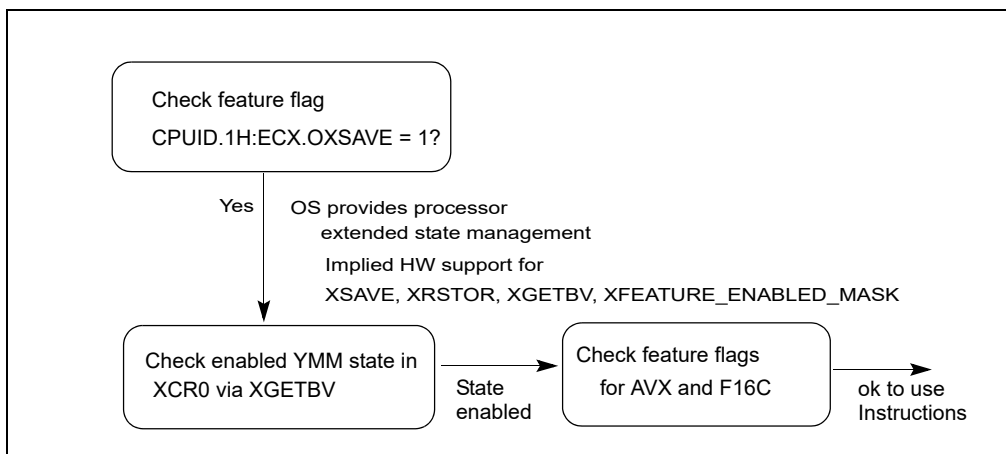 Check feature flag
CPUID.1H:ECX.OXSAVE = 1?
Yes
OS provides processor
extended state management
Implied HW support for
XSAVE, XRSTOR, XGETBV, XFEATURE_ENABLED_MASK
Check enabled YMM state in
XCR0 via XGETBV
State
enabled
Check feature flags
for AVX and F16C
ok to use
Instructions